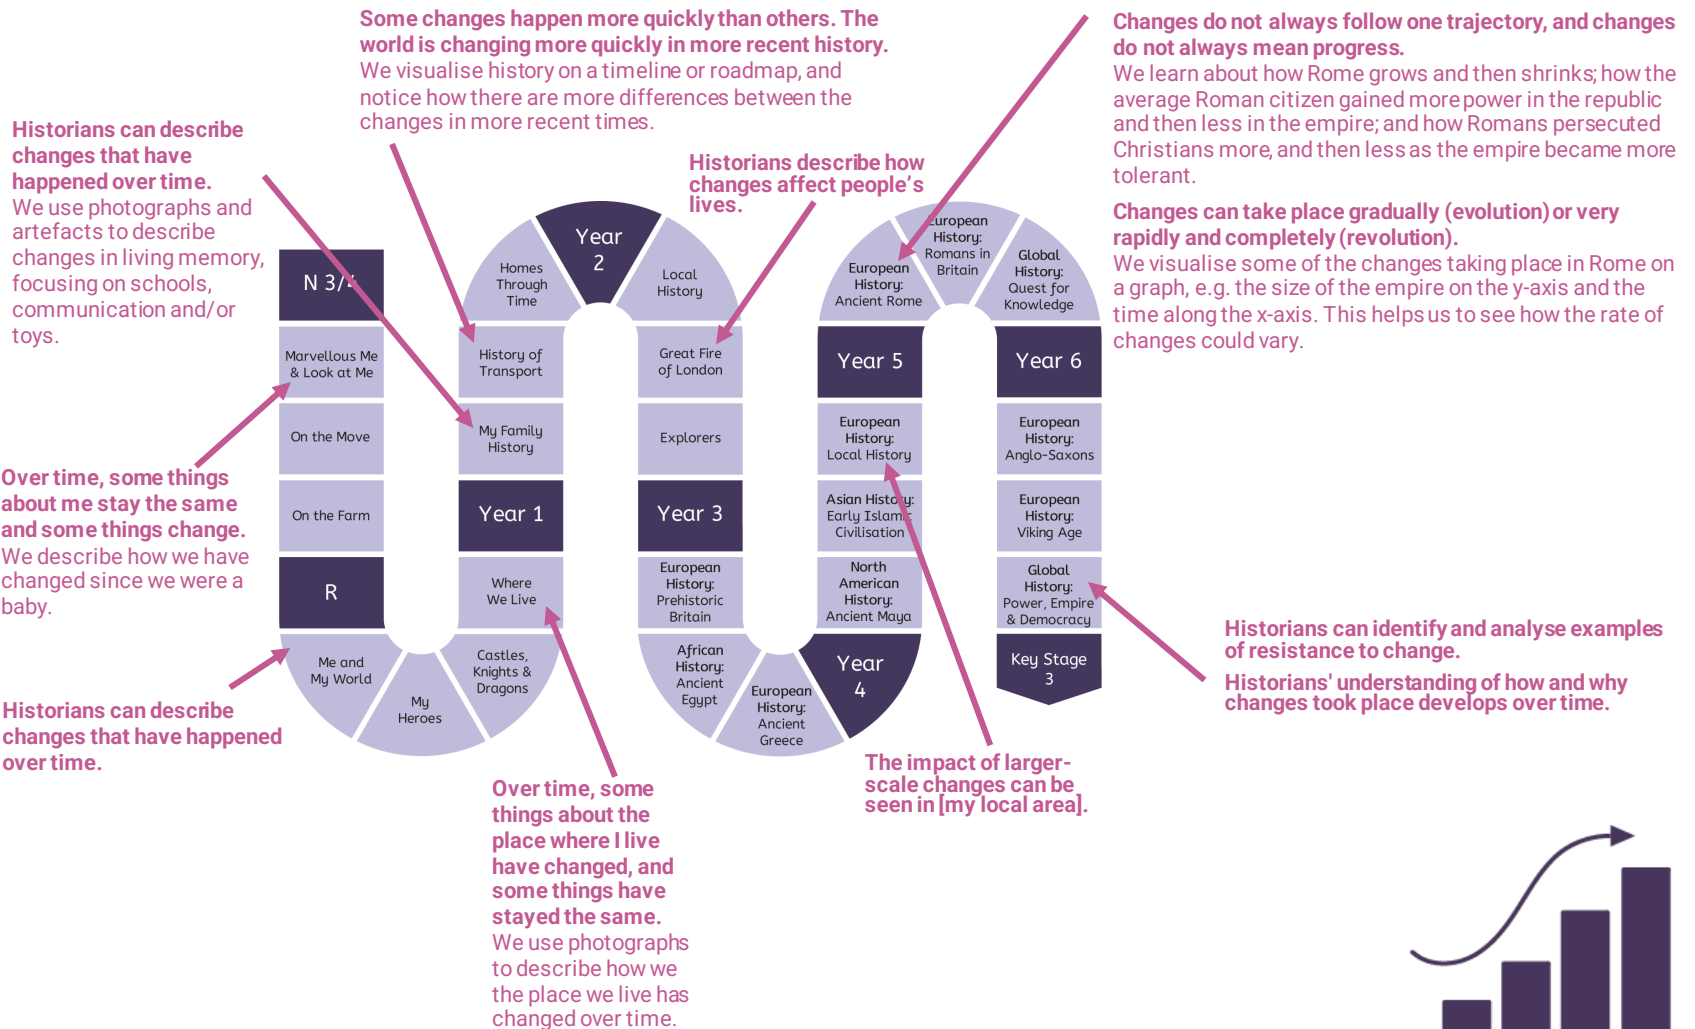 Some changes happen more quickly than others. The
world is changing more quickly in more recent history.
We visualise history on a timeline or roadmap, and
notice how there are more differences between the
changes in more recent times.
Changes do not always follow one trajectory, and changes
do not always mean progress.
We learn about how Rome grows and then shrinks; how the
average Roman citizen gained more power in the republic
and then less in the empire; and how Romans persecuted
Christians more, and then less as the empire became more
tolerant.
Changes can take place gradually (evolution) or very
rapidly and completely (revolution).
We visualise some of the changes taking place in Rome on
a graph, e.g. the size of the empire on the y-axis and the
time along the x-axis. This helps us to see how the rate of
changes could vary.
Historians can describe
changes that have
happened over time.
We use photographs and
artefacts to describe
changes in living memory,
focusing on schools,
communication and/or
toys.
Historians describe how
changes affect people's
lives.
N 3/4
Marvellous Me
& Look at Me
On the Move
On the Farm
R
Me and
My World
My
Heroes
Castles,
Knights &
Dragons
Where
We Live
Year 1
My Family
History
History of
Transport
Homes
Through
Time
Year
2
Local
History
Great Fire
of London
Explorers
Year 3
European
History:
Prehistoric
Britain
African
History:
Ancient
Egypt
European
History:
Ancient
Greece
Year
4
North
American
History:
Ancient Maya
Asian History:
Early Islamic
Civilisation
European
History:
Local History
Year 5
European
History:
Ancient Rome
European
History:
Romans in
Britain
Global
History:
Quest for
Knowledge
Year 6
European
History:
Anglo-Saxons
European
History:
Viking Age
Global
History:
Power, Empire
& Democracy
Key Stage
3
Over time, some things
about me stay the same
and some things change.
We describe how we have
changed since we were a
baby.
Historians can describe
changes that have happened
over time.
Over time, some
things about the
place where I live
have changed, and
some things have
stayed the same.
We use photographs
to describe how we
the place we live has
changed over time.
The impact of larger-
scale changes can be
seen in [my local area].
Historians can identify and analyse examples
of resistance to change.
Historians' understanding of how and why
changes took place develops over time.